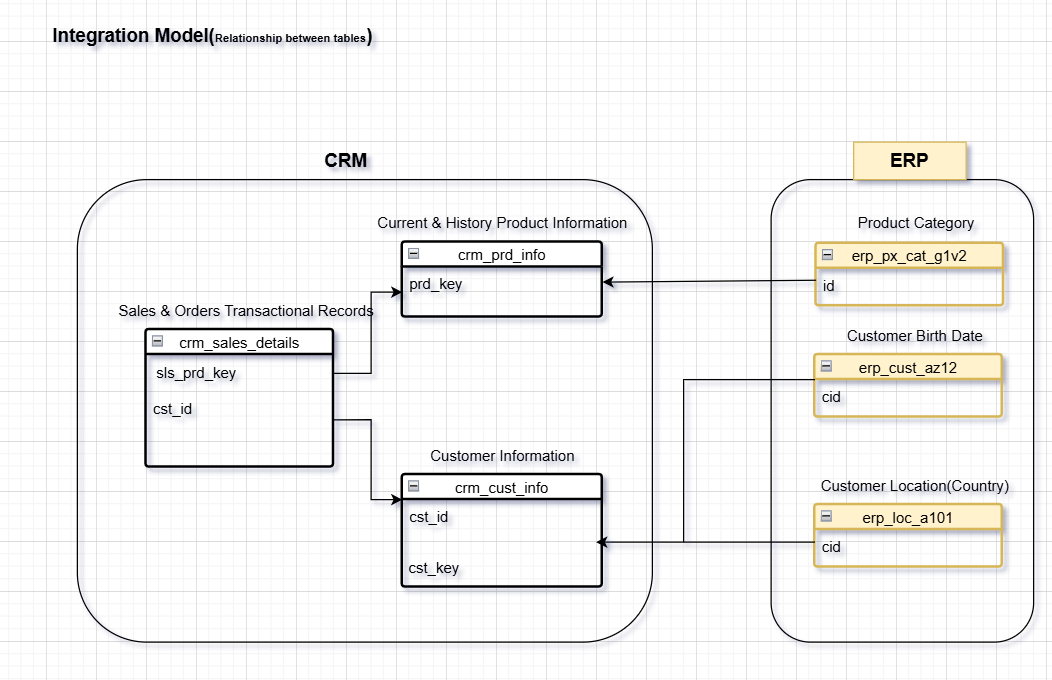 Integration Model(Relationship between tables)
CRM
ERP
Current & History Product Information
crm_prd_info
prd_key
Sales & Orders Transactional Records
crm_sales_details
sls_prd_key
cst_id
Customer Information
crm_cust_info
cst_id
cst_key
Product Category
erp_px_cat_g1v2
id
Customer Birth Date
erp_cust_az12
cid
Customer Location(Country)
erp_loc_a101
cid